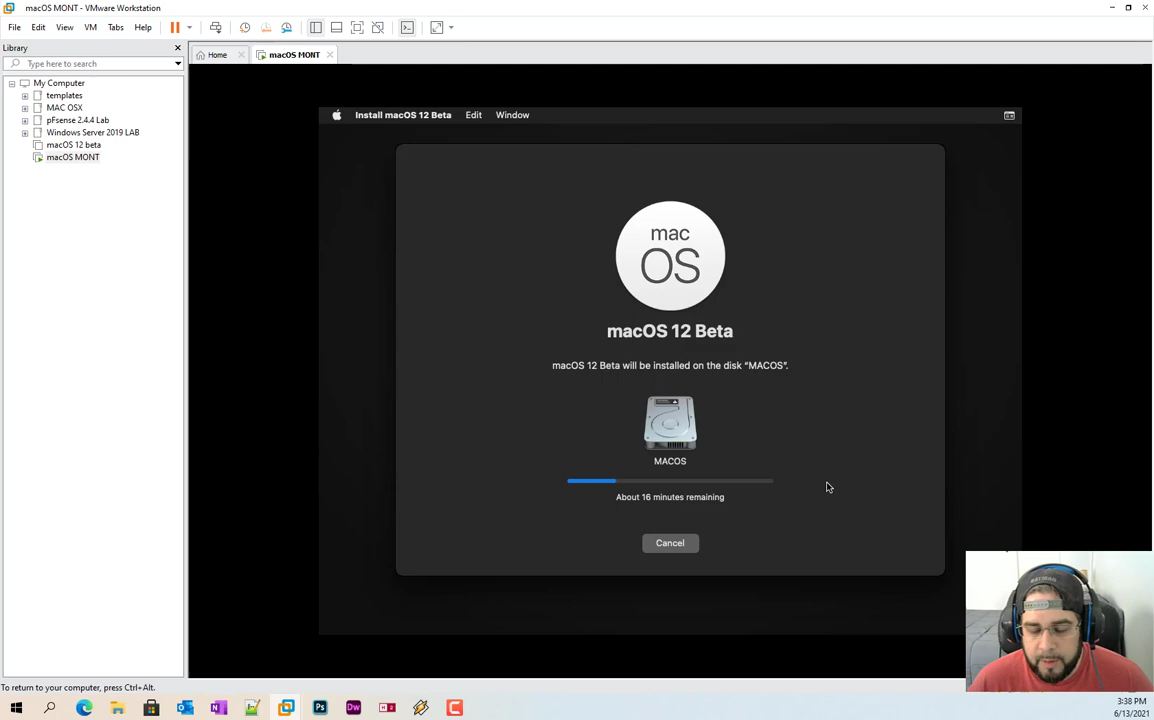 macOS MONT - VMware Workstation
File Edit View VM Tabs Help
Library
Type here to search
Home
macOS MONT
My Computer
templates
MAC OSX
pFsense 2.4.4 Lab
Windows Server 2019 LAB
macOS 12 beta
macOS MONT
Install macOS 12 Beta Edit Window
mac
OS
macOS 12 Beta
macOS 12 Beta will be installed on the disk “MACOS”.
MACOS
About 16 minutes remaining
Cancel
To return to your computer, press Ctrl+Alt.
Ps
Dw
3:38 PM
6/13/2021